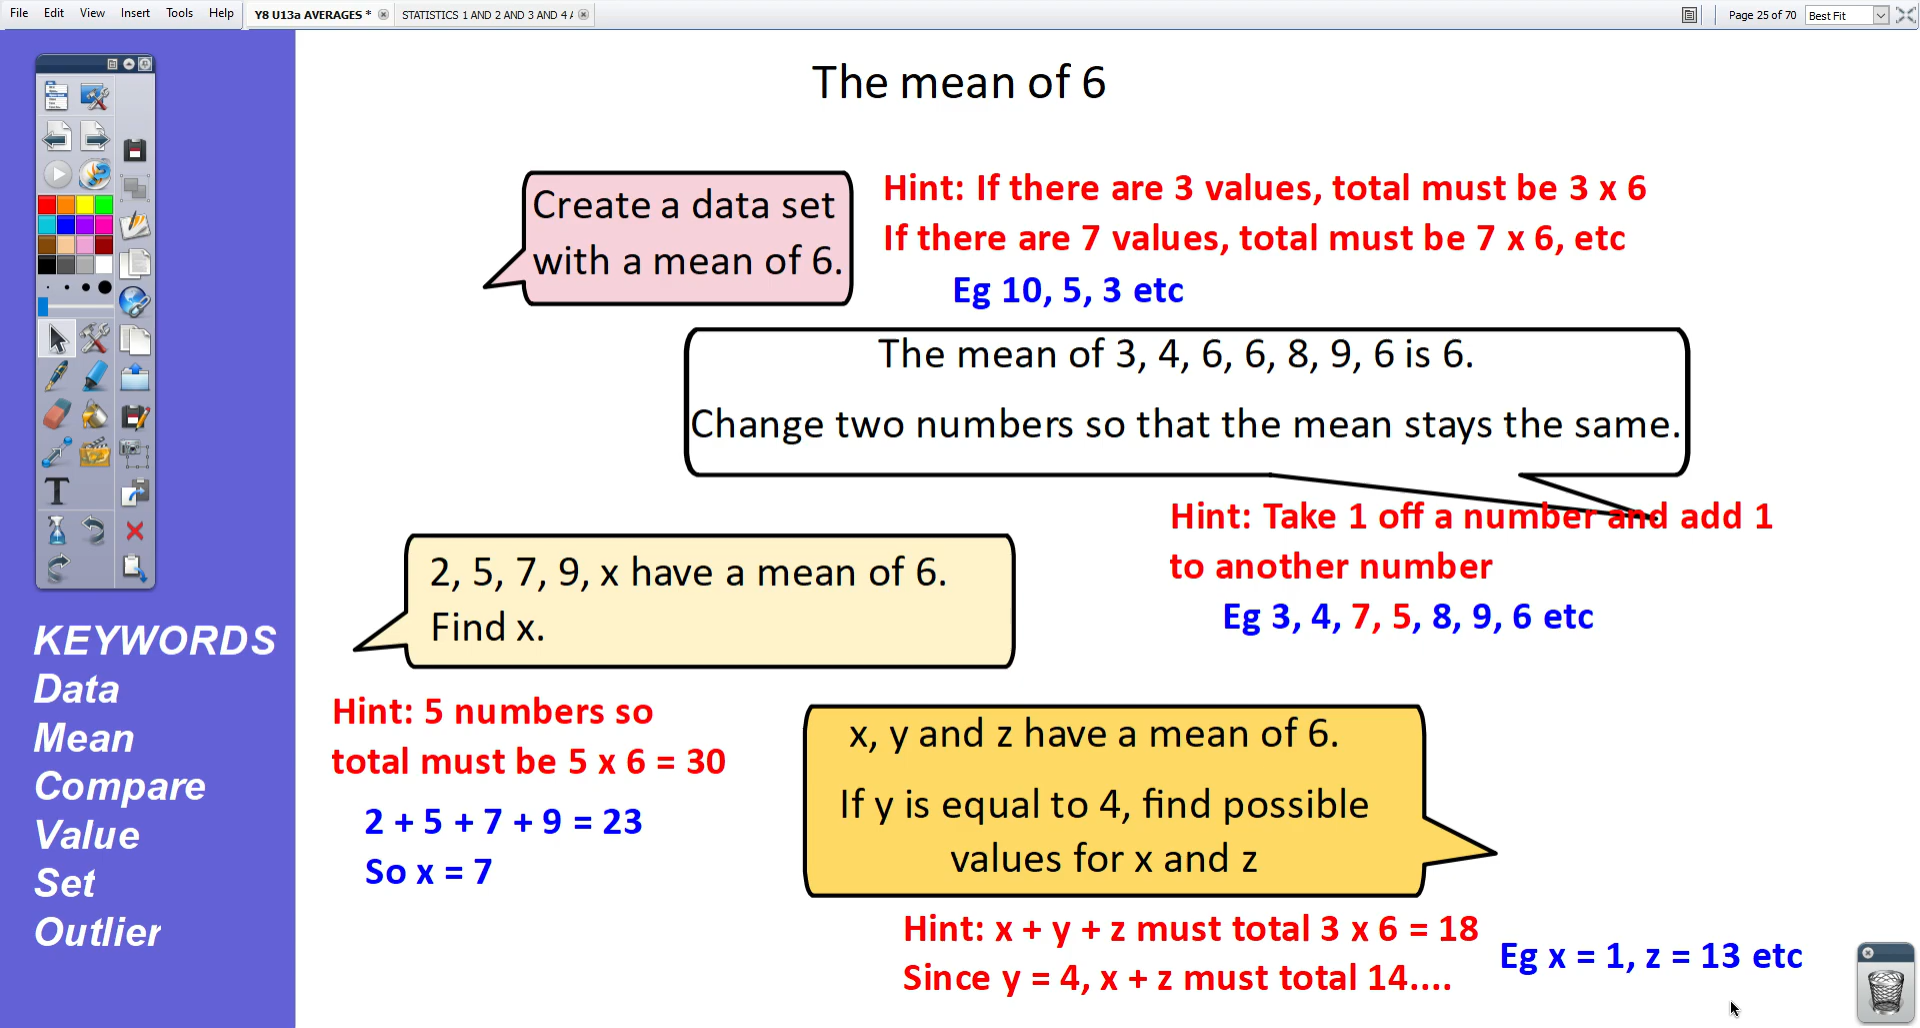 File Edit View Insert Tools Help Y8 U13a AVERAGES * STATISTICS 1 AND 2 AND 3 AND 4 Page 25 of 70 Best Fit
The mean of 6
Create a data set
with a mean of 6.
Hint: If there are 3 values, total must be 3 x 6
If there are 7 values, total must be 7 x 6, etc
Eg 10, 5, 3 etc
The mean of 3, 4, 6, 6, 8, 9, 6 is 6.
Change two numbers so that the mean stays the same.
Hint: Take 1 off a number and add 1
to another number
Eg 3, 4, 7, 5, 8, 9, 6 etc
2, 5, 7, 9, x have a mean of 6.
Find x.
Hint: 5 numbers so
total must be 5 x 6 = 30
2 + 5 + 7 + 9 = 23
So x = 7
x, y and z have a mean of 6.
If y is equal to 4, find possible
values for x and z
Hint: x + y + z must total 3 x 6 = 18
Since y = 4, x + z must total 14....
Eg x = 1, z = 13 etc
KEYWORDS
Data
Mean
Compare
Value
Set
Outlier